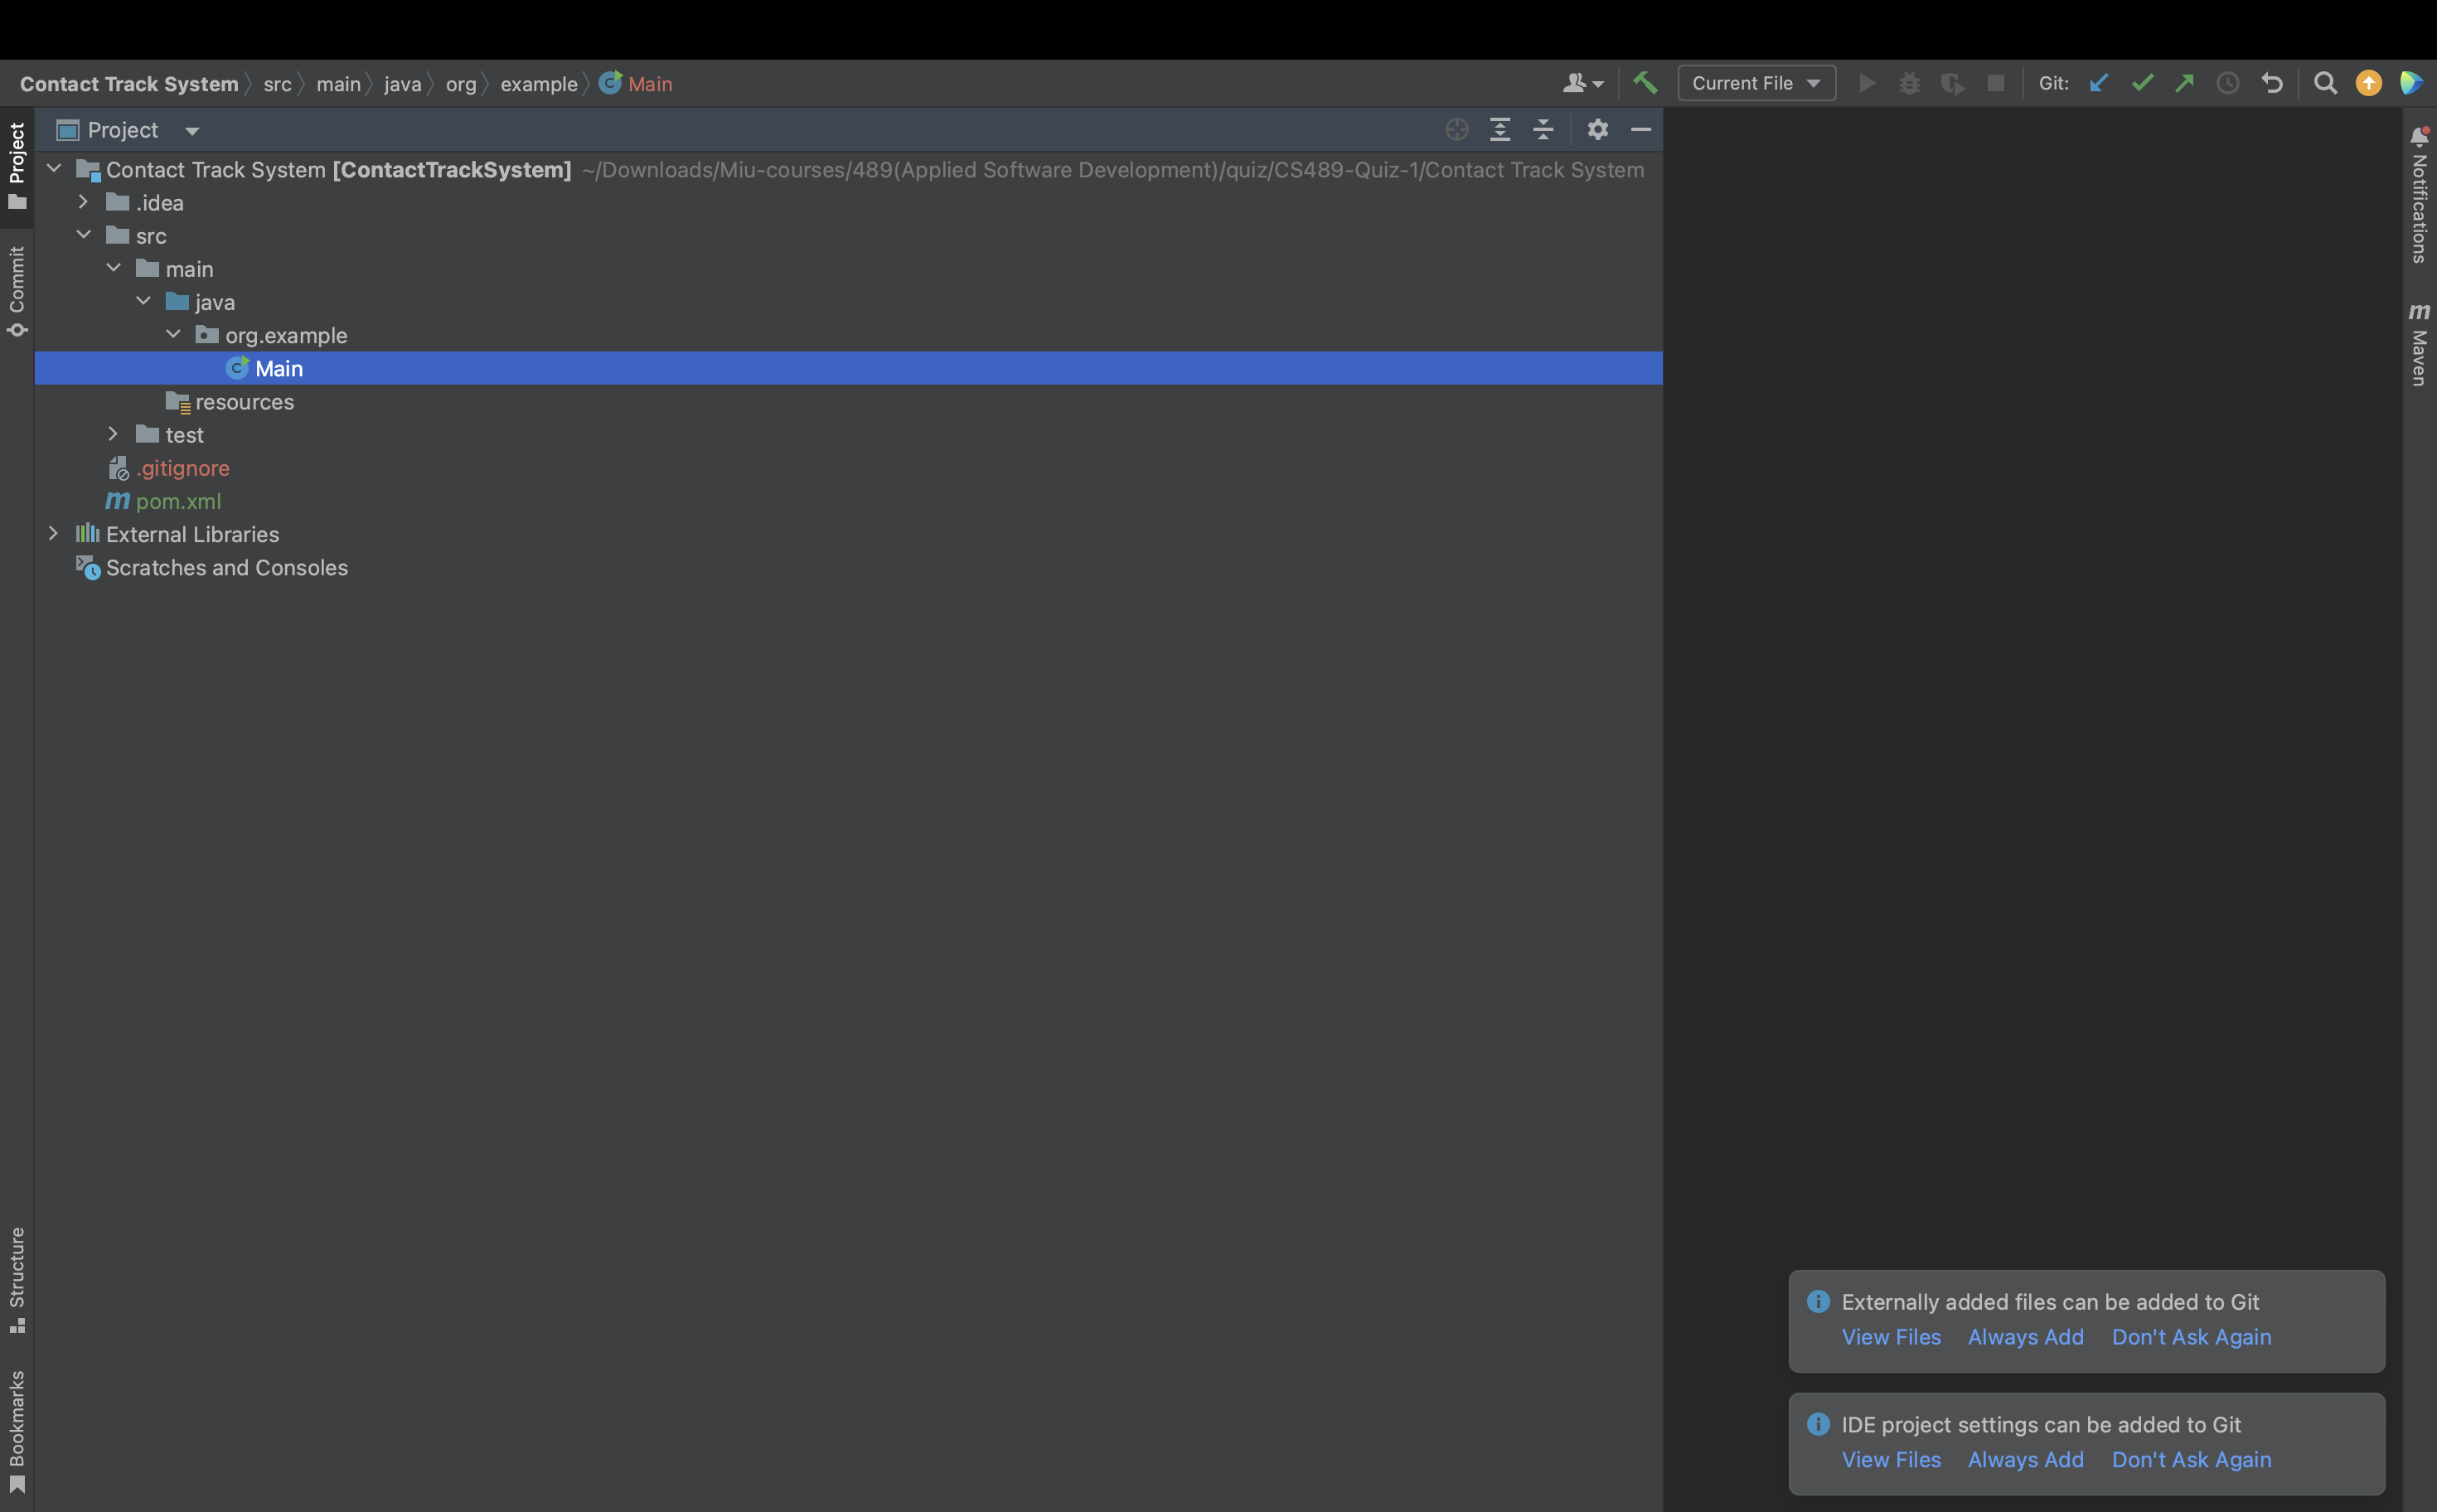 Contact Track System src main java org example Main Current File Git:
Project
Contact Track System [ContactTrackSystem] ~/Downloads/Miu-courses/489(Applied Software Development)/quiz/CS489-Quiz-1/Contact Track System
.idea
src
main
java
org.example
Main
resources
test
.gitignore
pom.xml
External Libraries
Scratches and Consoles
Project
Commit
Structure
Bookmarks
Notifications
Maven
Externally added files can be added to Git
View Files Always Add Don't Ask Again
IDE project settings can be added to Git
View Files Always Add Don't Ask Again